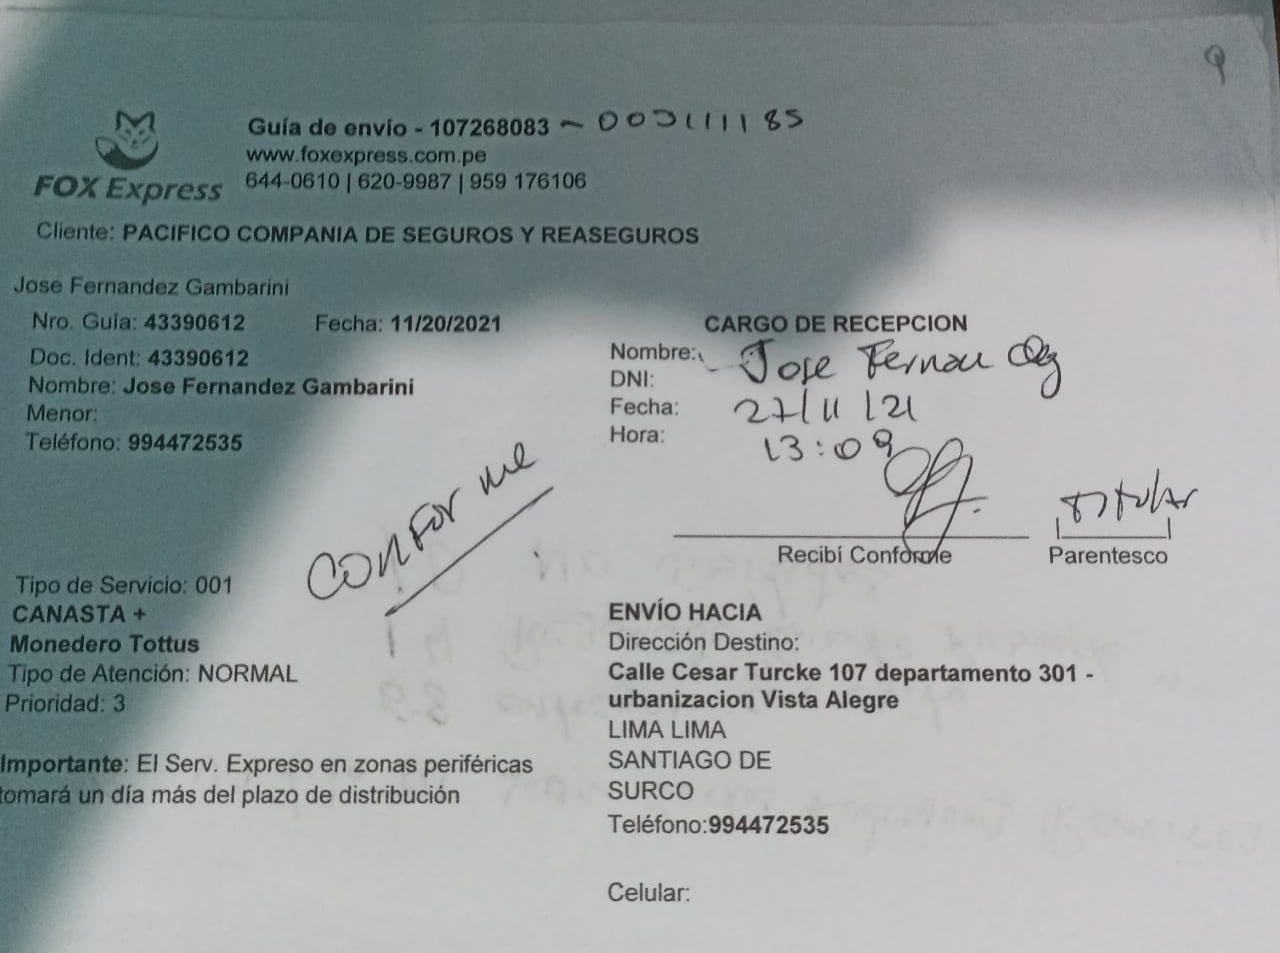 9
Guía de envío - 107268083 – 003111185
www.foxexpress.com.pe
644-0610 | 620-9987 | 959 176106
FOX Express
Cliente: PACIFICO COMPANIA DE SEGUROS Y REASEGUROS
Jose Fernandez Gambarini
Nro. Guía: 43390612 Fecha: 11/20/2021
Doc. Ident: 43390612
Nombre: Jose Fernandez Gambarini
Menor:
Teléfono: 994472535
CARGO DE RECEPCION
Nombre: Jose
DNI:
Fecha: 27/11/21
Hora: 13:09
Recibí Conforme
Titular
Parentesco
Conforme
Tipo de Servicio: 001
CANASTA +
Monedero Tottus
Tipo de Atención: NORMAL
Prioridad: 3
Importante: El Serv. Expreso en zonas periféricas
tomará un día más del plazo de distribución
ENVÍO HACIA
Dirección Destino:
Calle Cesar Turcke 107 departamento 301 -
urbanizacion Vista Alegre
LIMA LIMA
SANTIAGO DE
SURCO
Teléfono:994472535
Celular: